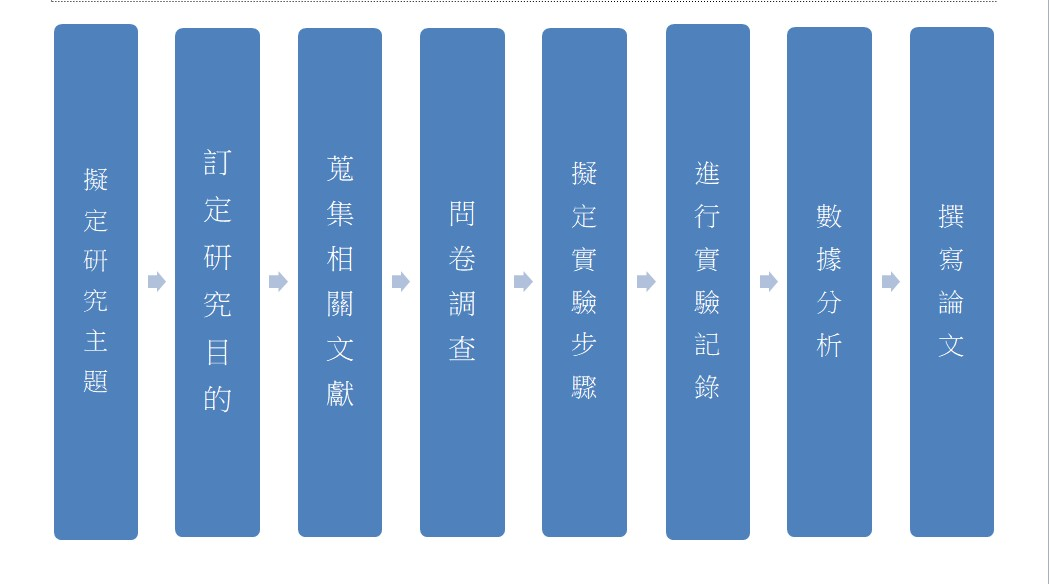 擬定研究主題
訂定研究目的
蒐集相關文獻
問卷調查
擬定實驗步驟
進行實驗記錄
數據分析
撰寫論文